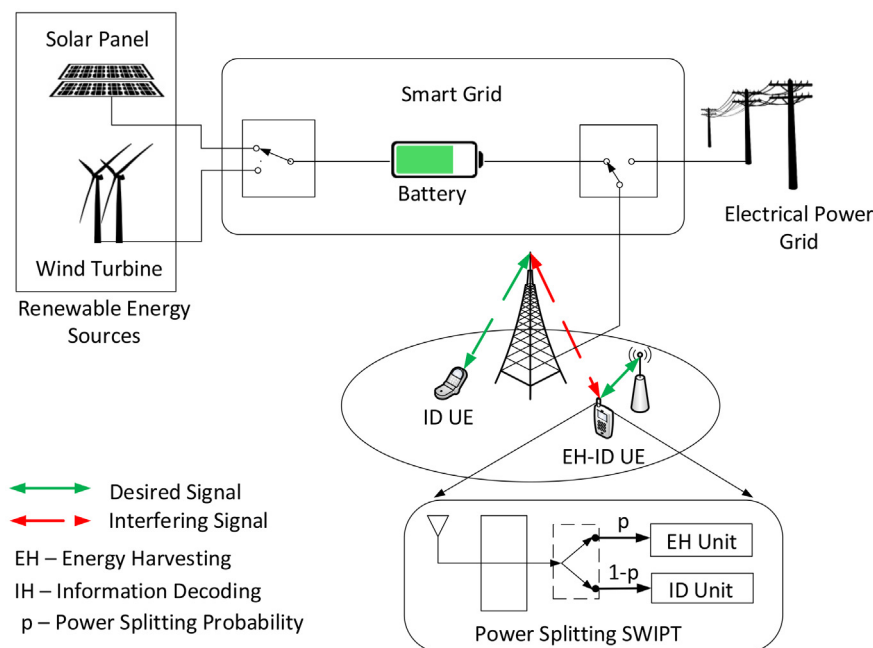 Solar Panel
Wind Turbine
Renewable Energy
Sources
Smart Grid
Battery
Electrical Power
Grid
ID UE
EH-ID UE
Desired Signal
Interfering Signal
EH – Energy Harvesting
IH – Information Decoding
p – Power Splitting Probability
p
EH Unit
1-p
ID Unit
Power Splitting SWIPT